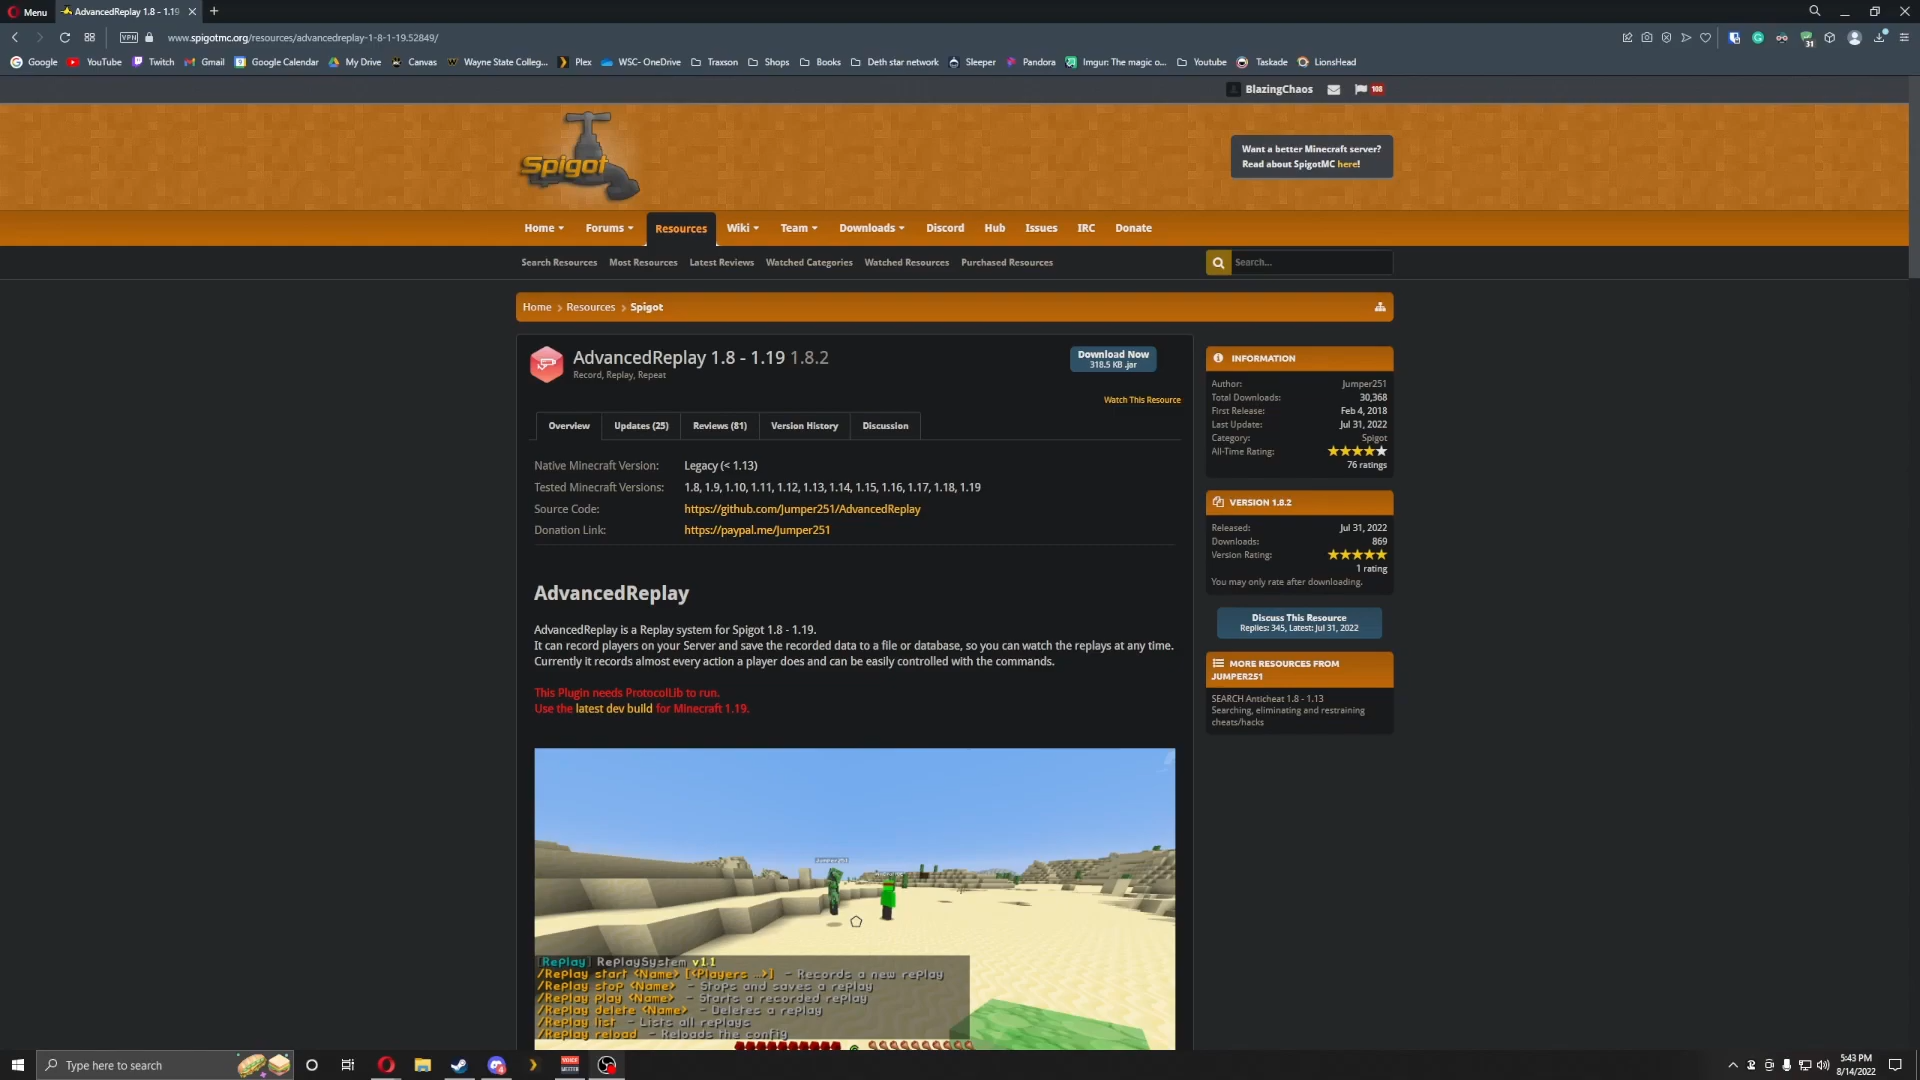 Menu
AdvancedReplay 1.8 - 1.19
VPN
www.spigotmc.org/resources/advancedreplay-1-8-1-19.52849/
31
Google
YouTube
Twitch
Gmail
Google Calendar
My Drive
Canvas
Wayne State Colleg...
Plex
WSC- OneDrive
Traxson
Shops
Books
Deth star network
Sleeper
Pandora
Imgur: The magic o...
Youtube
Taskade
LionsHead
BlazingChaos
108
Spigot
Want a better Minecraft server?
Read about SpigotMC here!
Home
Forums
Resources
Wiki
Team
Downloads
Discord
Hub
Issues
IRC
Donate
Search Resources
Most Resources
Latest Reviews
Watched Categories
Watched Resources
Purchased Resources
Search...
Home
Resources
Spigot
AdvancedReplay 1.8 - 1.19 1.8.2
Record, Replay, Repeat
Download Now
318.5 KB .jar
Watch This Resource
Overview
Updates (25)
Reviews (81)
Version History
Discussion
Native Minecraft Version: Legacy (< 1.13)
Tested Minecraft Versions: 1.8, 1.9, 1.10, 1.11, 1.12, 1.13, 1.14, 1.15, 1.16, 1.17, 1.18, 1.19
Source Code: https://github.com/Jumper251/AdvancedReplay
Donation Link: https://paypal.me/Jumper251
AdvancedReplay
AdvancedReplay is a Replay system for Spigot 1.8 - 1.19.
It can record players on your Server and save the recorded data to a file or database, so you can watch the replays at any time.
Currently it records almost every action a player does and can be easily controlled with the commands.
This Plugin needs ProtocolLib to run.
Use the latest dev build for Minecraft 1.19.
[Replay] ReplaySystem v1.1
/Replay start <Name> [<Players ...>] - Records a new replay
/Replay stop <Name> - Stops and saves a replay
/Replay play <Name> - Starts a recorded replay
/Replay delete <Name> - Deletes a replay
/Replay list - Lists all replays
/Replay reload - Reloads the config
INFORMATION
Author: Jumper251
Total Downloads: 30,368
First Release: Feb 4, 2018
Last Update: Jul 31, 2022
Category: Spigot
All-Time Rating:
76 ratings
VERSION 1.8.2
Released: Jul 31, 2022
Downloads: 869
Version Rating:
1 rating
You may only rate after downloading.
Discuss This Resource
Replies: 345, Latest: Jul 31, 2022
MORE RESOURCES FROM
JUMPER251
SEARCH Anticheat 1.8 - 1.13
Searching, eliminating and restraining
cheats/hacks
Type here to search
5:43 PM
8/14/2022